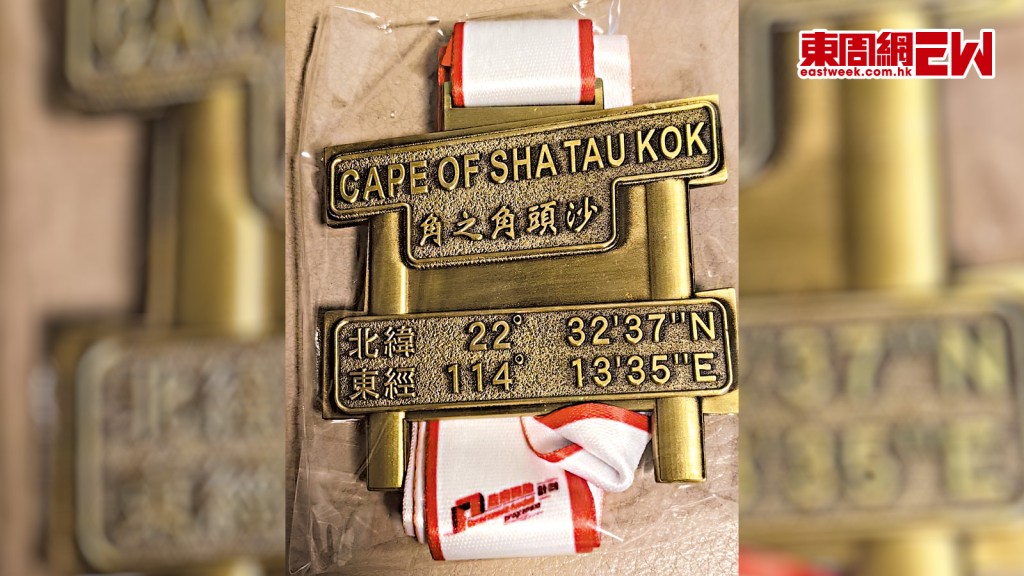 東周網
eastweek.com.hk
EW
CAPE OF SHA TAU KOK
角之角頭沙
北緯 22° 32'37"N
東經 114° 13'35"E